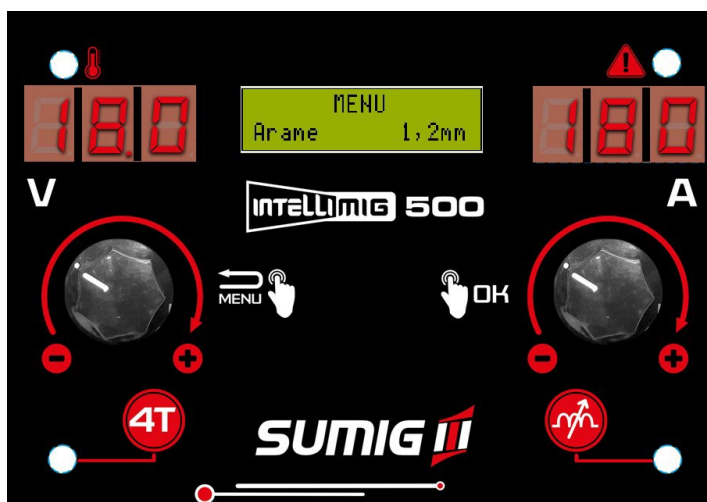 18.0
MENU
Arame 1,2mm
180
V
INTELLIMIG 500
A
MENU
OK
4T
SUMIG